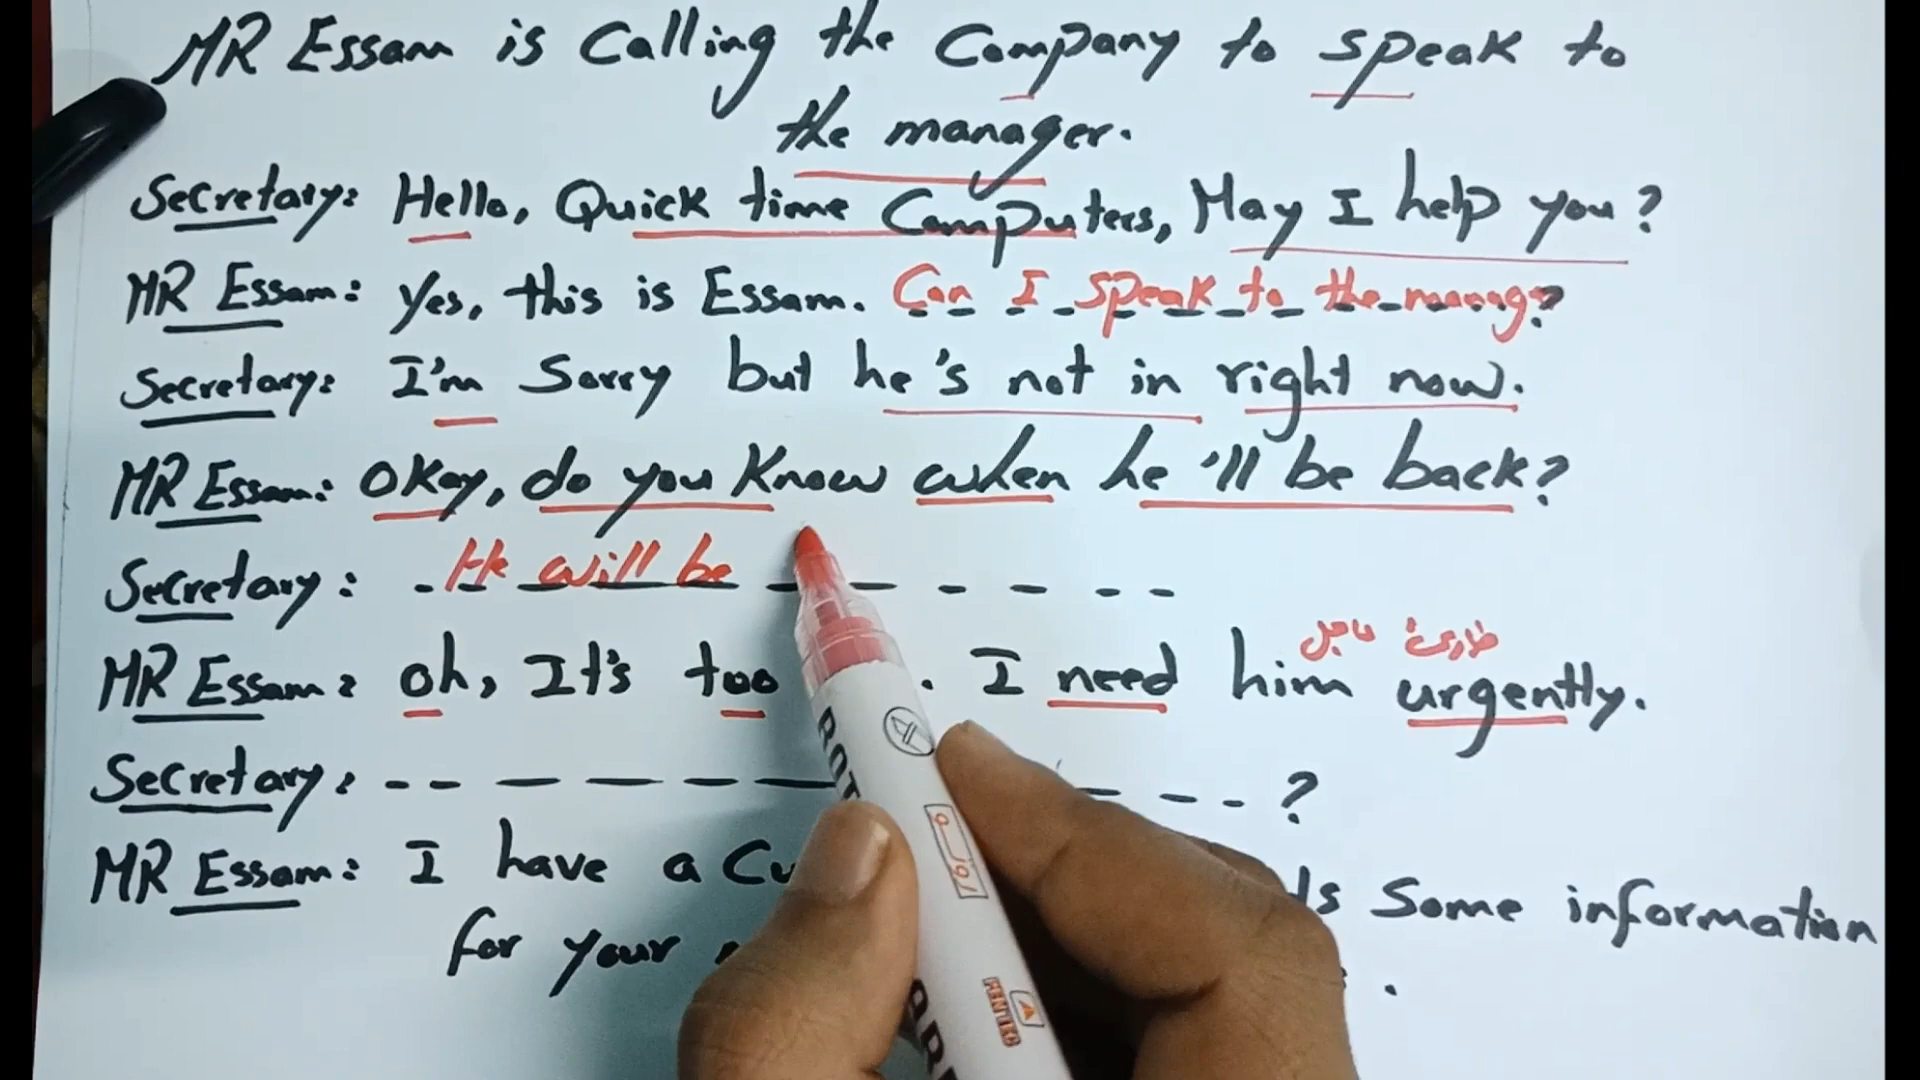 MR Essam is Calling the Company to speak to
the manager.
Secretary: Hello, Quick time Computers, May I help you?
MR Essam: Yes, this is Essam. Can I speak to the manag?
Secretary: I'm Sorry but he's not in right now.
MR Essam: Okay, do you Know when he'll be back?
Secretary: He will be
طارئ عاجل
MR Essam: oh, It's too . I need him urgently.
Secretary: ?
MR Essam: I have a Some information
for your
PENTEC